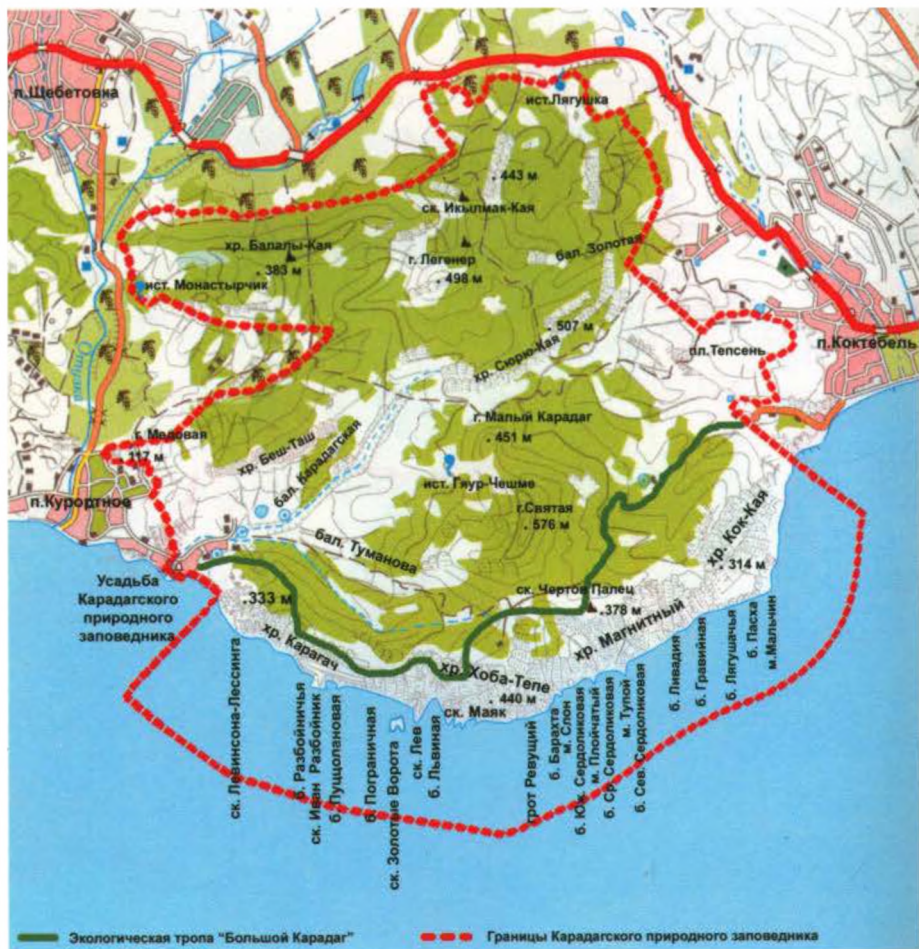 п.Щебетовка
ист.Лягушка
. 443 м
ск. Икылмак-Кая
хр. Балалы-Кая
г. Легенер
бал. Золотая
. 383 м
. 498 м
ист. Монастырчик
. 507 м
пл.Тепсень
п.Коктебель
хр. Сюрю-Кая
Отузка
г. Малый Карадаг
. 451 м
г. Медовая
117 м
хр. Беш-Таш
бал. Карадагская
ист. Гяур-Чешме
п.Курортное
г.Святая
. 576 м
хр. Кок-Кая
. 314 м
бал. Туманова
Усадьба
Карадагского
природного
заповедника
ск. Чертов Палец
. 378 м
.333 м
хр. Магнитный
хр. Карагач
хр. Хоба-Тепе
. 440 м
ск. Маяк
ск. Левинсона-Лессинга
б. Разбойничья
ск. Иван Разбойник
б. Пуццолановая
б. Пограничная
ск. Золотые Ворота
ск. Лев
б. Львиная
грот Ревущий
б. Барахта
м. Слон
б. Юж. Сердоликовая
м. Плойчатый
б. Ср. Сердоликовая
м. Тупой
б. Сев. Сердоликовая
б. Ливадия
б. Гравийная
б. Лягушачья
б. Пасха
м.Мальчин
Экологическая тропа "Большой Карадаг"
Границы Карадагского природного заповедника